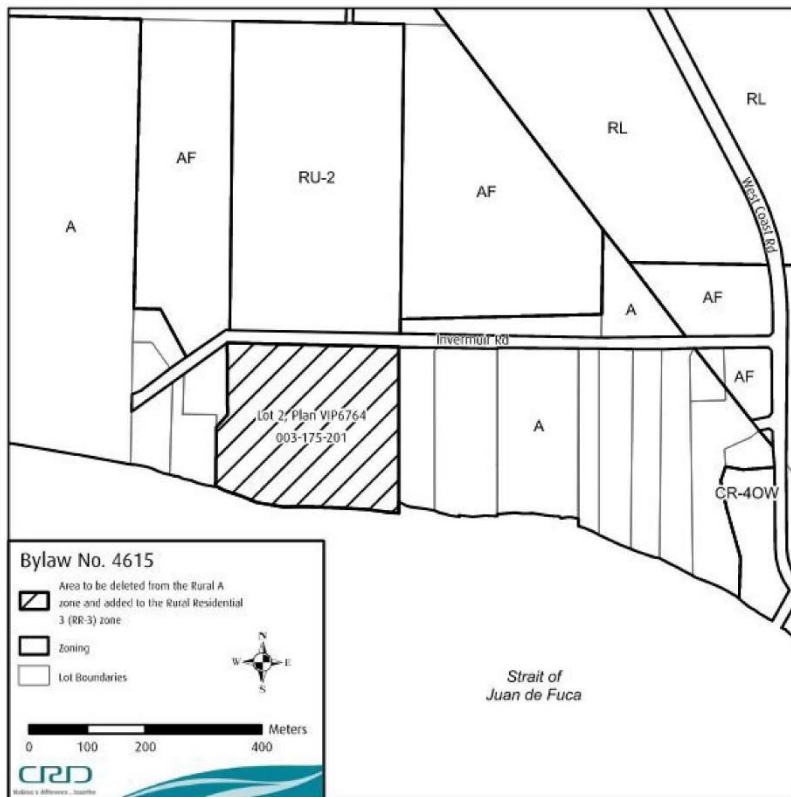 RL
RL
AF
RU-2
AF
A
West Coast Rd
A
AF
Invermuir Rd
AF
Lot 2, Plan VIP6764
003-175-201
A
CR-4OW
Bylaw No. 4615
Area to be deleted from the Rural A
zone and added to the Rural Residential
3 (RR-3) zone
Zoning
Lot Boundaries
N
W E
S
Strait of
Juan de Fuca
Meters
0 100 200 400
CRD
Making a difference...together